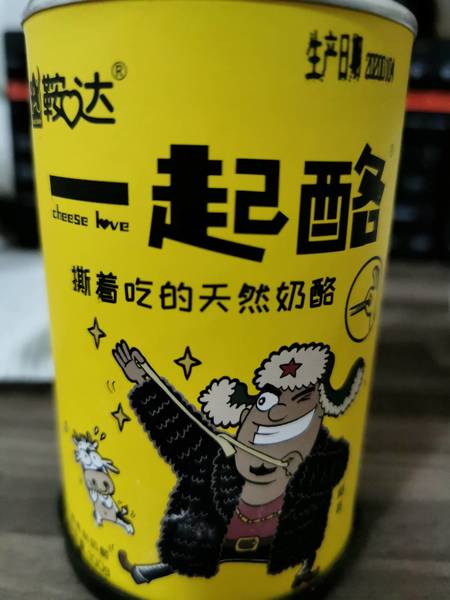 生产日期 20200104
鞍达®
一起酪
cheese love
撕着吃的天然奶酪